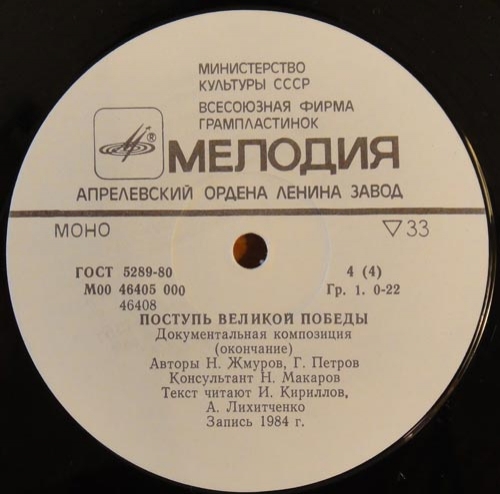 МИНИСТЕРСТВО
КУЛЬТУРЫ СССР
ВСЕСОЮЗНАЯ ФИРМА
ГРАМПЛАСТИНОК
®
МЕЛОДИЯ
АПРЕЛЕВСКИЙ ОРДЕНА ЛЕНИНА ЗАВОД
МОНО ▽ 33
ГОСТ 5289-80 4 (4)
М00 46405 000 Гр. 1. 0-22
46408
ПОСТУПЬ ВЕЛИКОЙ ПОБЕДЫ
Документальная композиция
(окончание)
Авторы Н. Жмуров, Г. Петров
Консультант Н. Макаров
Текст читают И. Кириллов,
А. Лихитченко
Запись 1984 г.